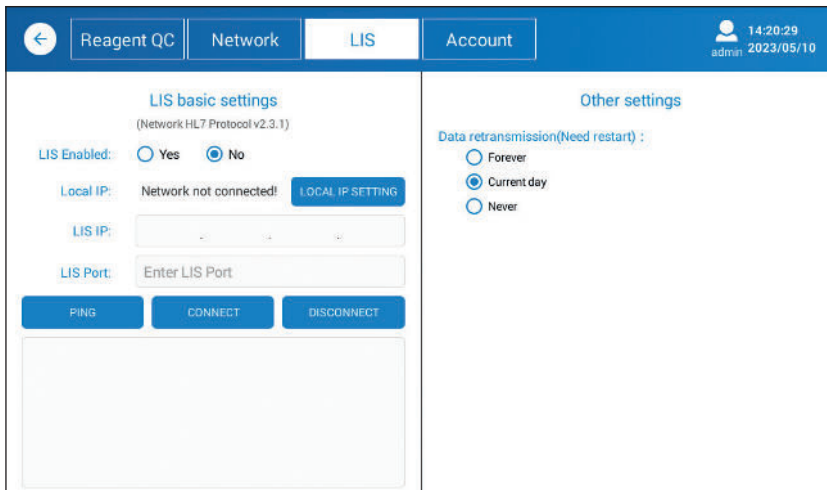 Reagent QC
Network
LIS
Account
admin
14:20:29
2023/05/10
LIS basic settings
(Network HL7 Protocol v2.3.1)
LIS Enabled: Yes No
Local IP: Network not connected! LOCAL IP SETTING
LIS IP: . . .
LIS Port: Enter LIS Port
PING CONNECT DISCONNECT
Other settings
Data retransmission(Need restart) :
Forever
Current day
Never